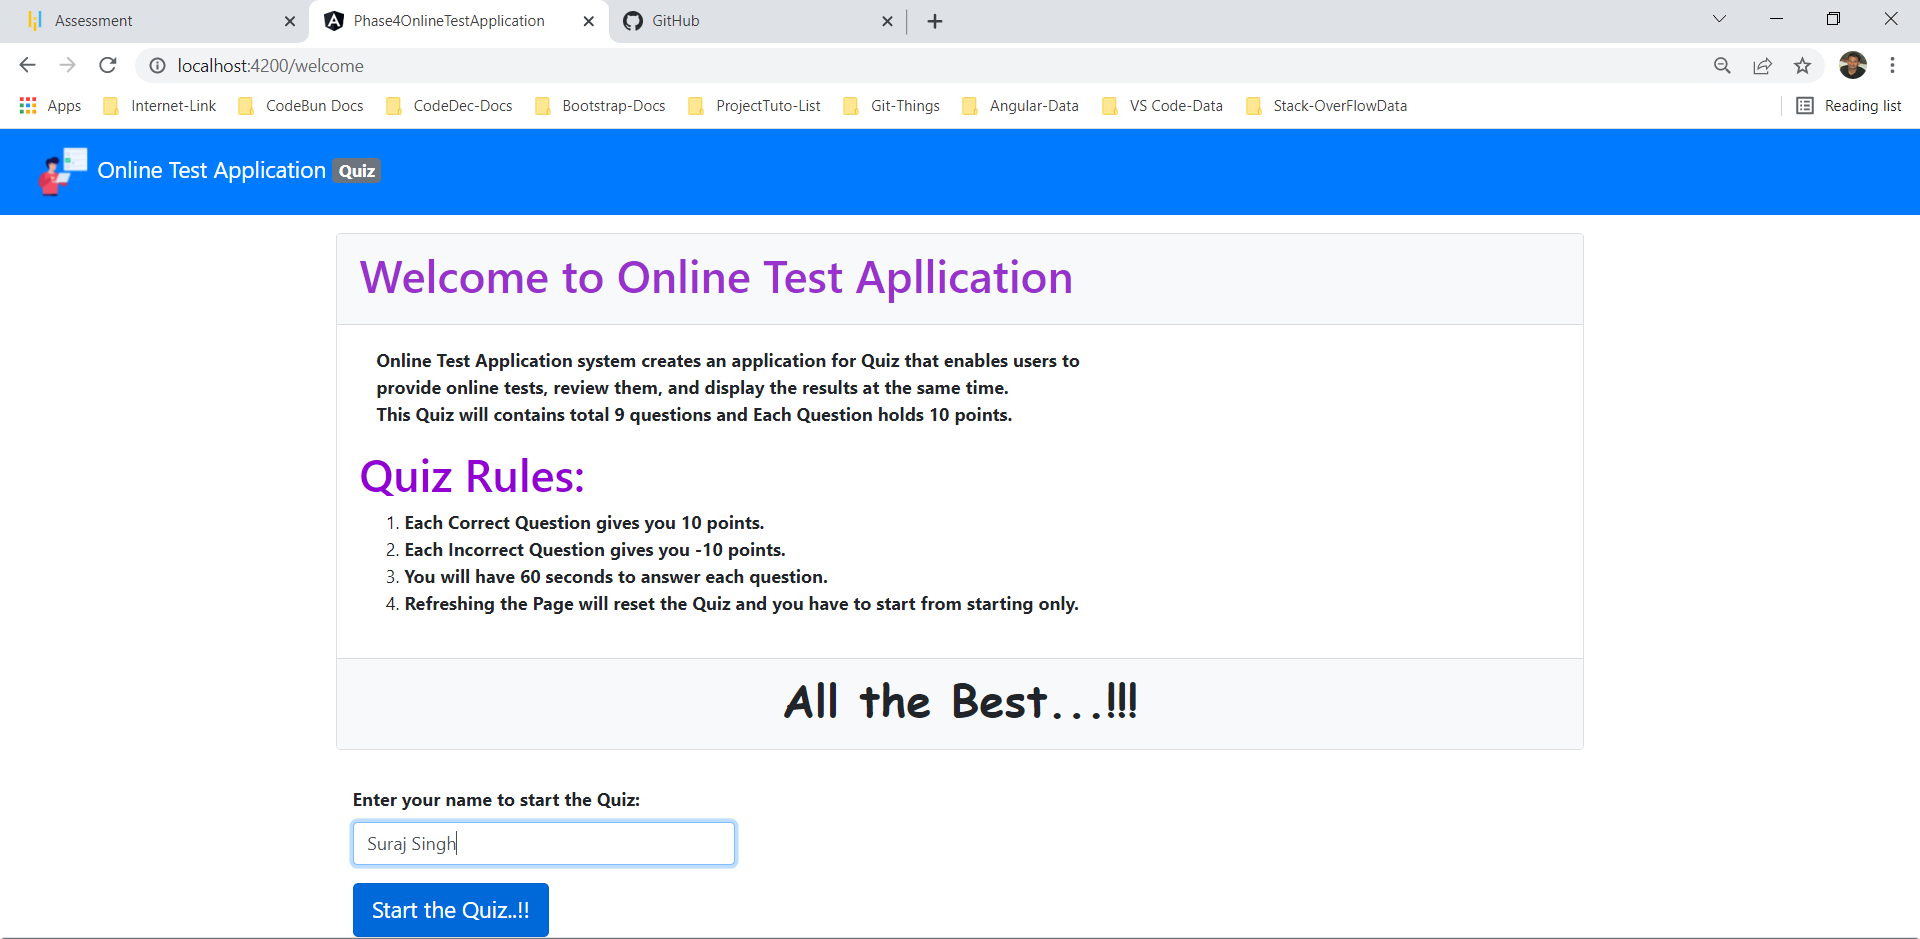 Assessment
Phase4OnlineTestApplication
GitHub
localhost:4200/welcome
Apps
Internet-Link
CodeBun Docs
CodeDec-Docs
Bootstrap-Docs
ProjectTuto-List
Git-Things
Angular-Data
VS Code-Data
Stack-OverFlowData
Reading list
Online Test Application Quiz
Welcome to Online Test Apllication
Online Test Application system creates an application for Quiz that enables users to
provide online tests, review them, and display the results at the same time.
This Quiz will contains total 9 questions and Each Question holds 10 points.
Quiz Rules:
1. Each Correct Question gives you 10 points.
2. Each Incorrect Question gives you -10 points.
3. You will have 60 seconds to answer each question.
4. Refreshing the Page will reset the Quiz and you have to start from starting only.
All the Best...!!!
Enter your name to start the Quiz:
Suraj Singh
Start the Quiz..!!